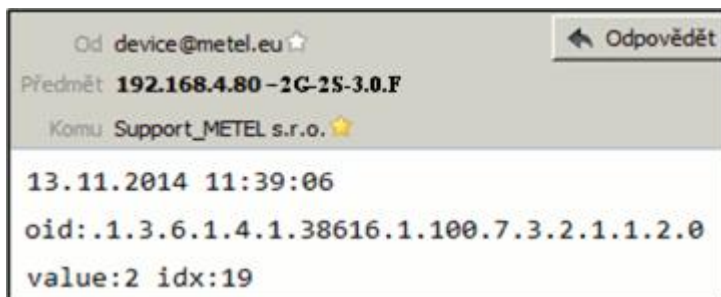 Od device@metel.eu
Odpovědět
Předmět 192.168.4.80 –2G-2S-3.0.F
Komu Support_METEL s.r.o.
13.11.2014 11:39:06
oid:.1.3.6.1.4.1.38616.1.100.7.3.2.1.1.2.0
value:2 idx:19